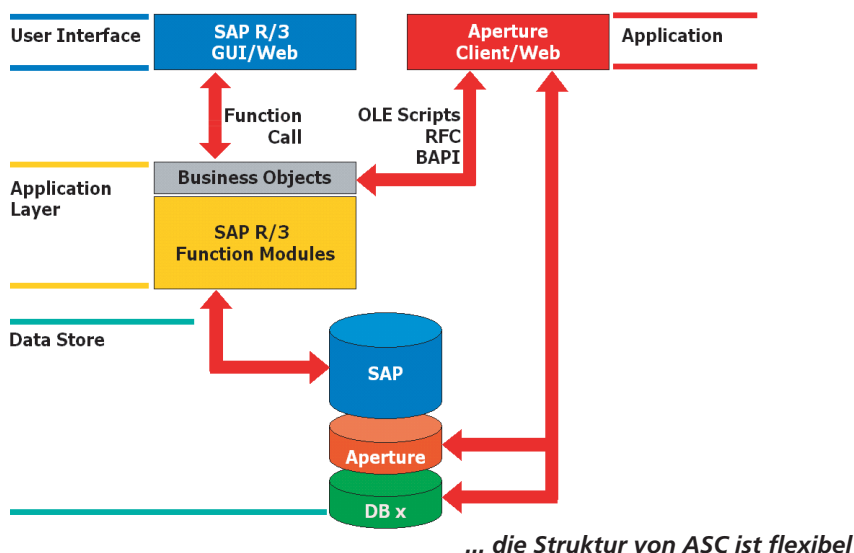 User Interface
SAP R/3
GUI/Web
Aperture
Client/Web
Application
Function
Call
OLE Scripts
RFC
BAPI
Business Objects
Application
Layer
SAP R/3
Function Modules
Data Store
SAP
Aperture
DB x
... die Struktur von ASC ist flexibel